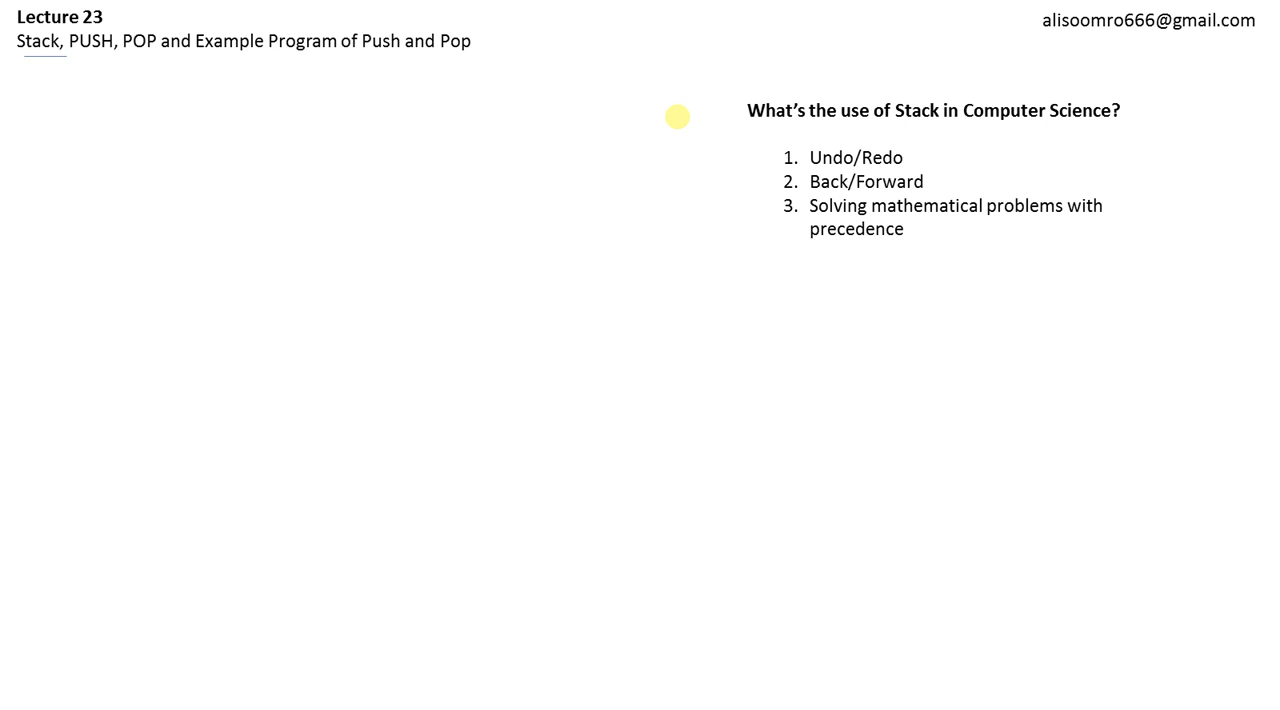 Lecture 23
Stack, PUSH, POP and Example Program of Push and Pop
alisoomro666@gmail.com
What's the use of Stack in Computer Science?
1. Undo/Redo
2. Back/Forward
3. Solving mathematical problems with
precedence